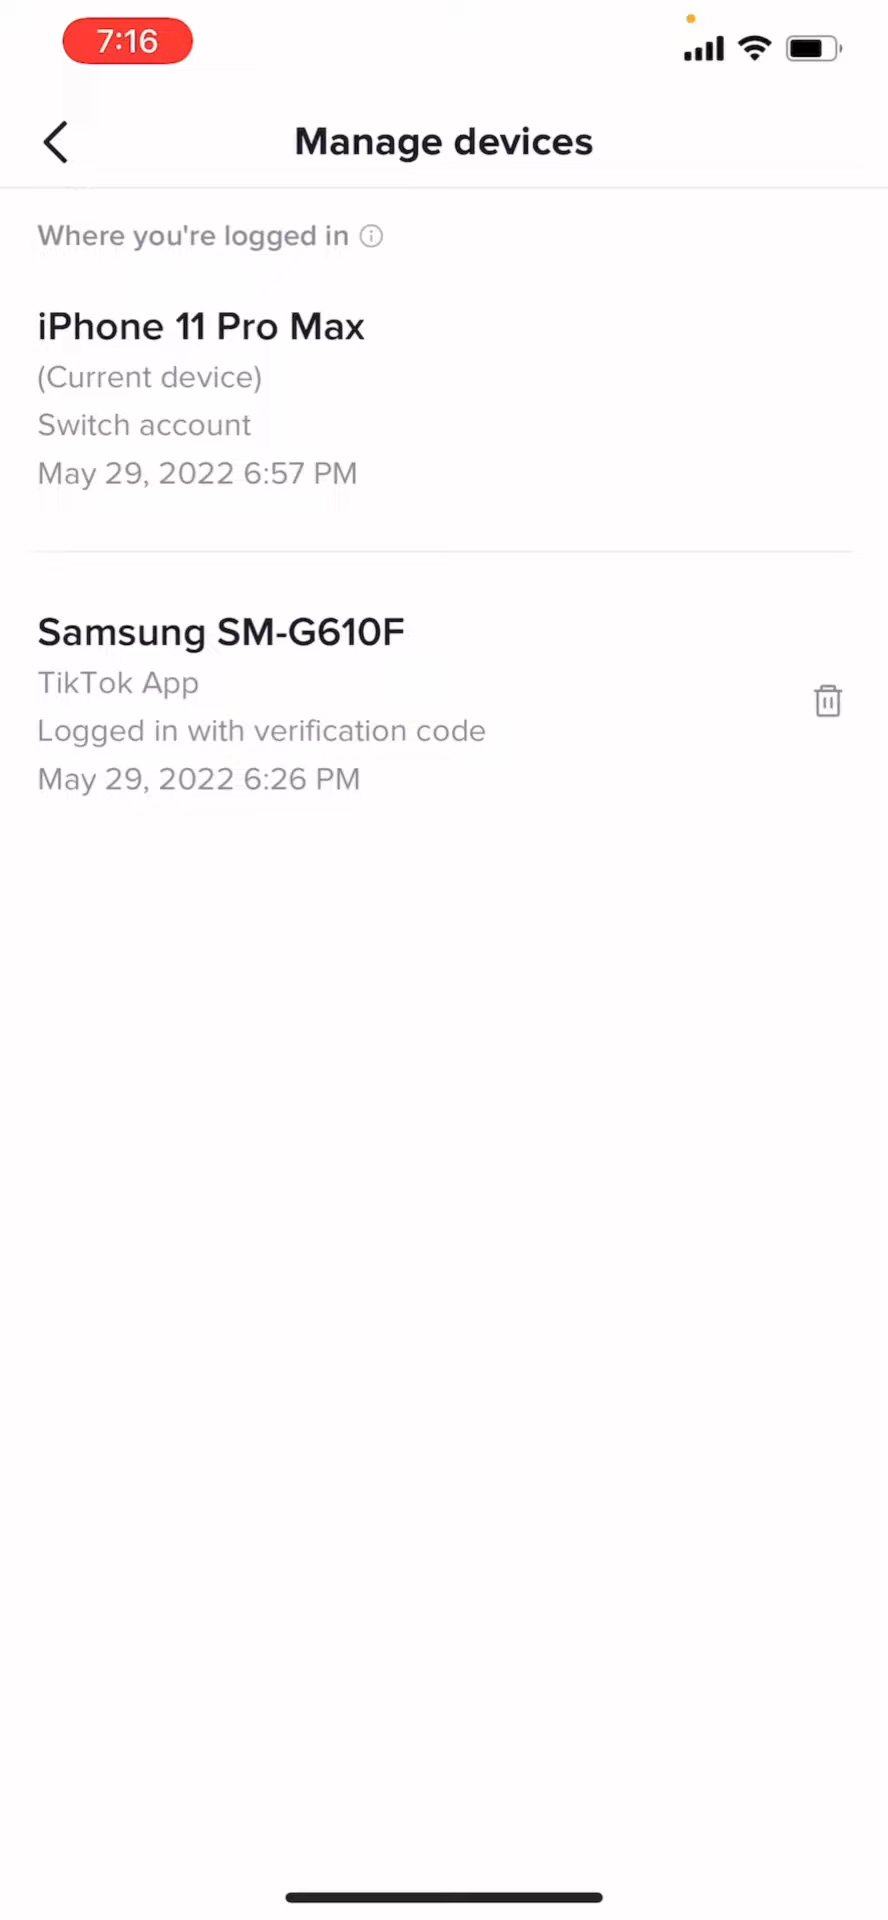 7:16
Manage devices
Where you're logged in
iPhone 11 Pro Max
(Current device)
Switch account
May 29, 2022 6:57 PM
Samsung SM-G610F
TikTok App
Logged in with verification code
May 29, 2022 6:26 PM